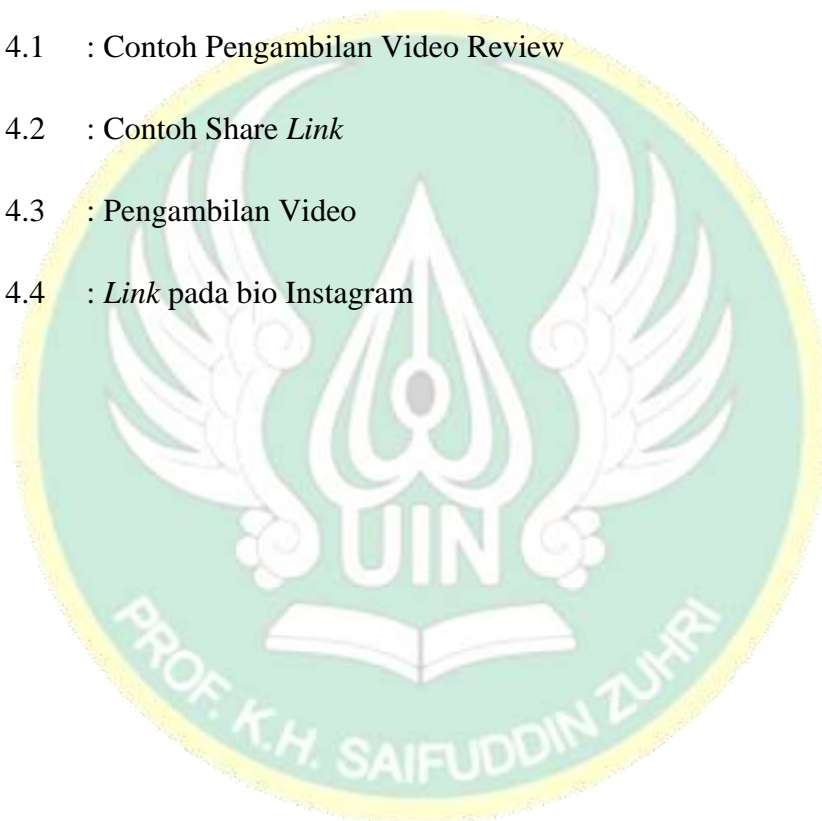 4.1 : Contoh Pengambilan Video Review
4.2 : Contoh Share Link
4.3 : Pengambilan Video
4.4 : Link pada bio Instagram
UIN
PROF. K.H. SAIFUDDIN ZUHRI